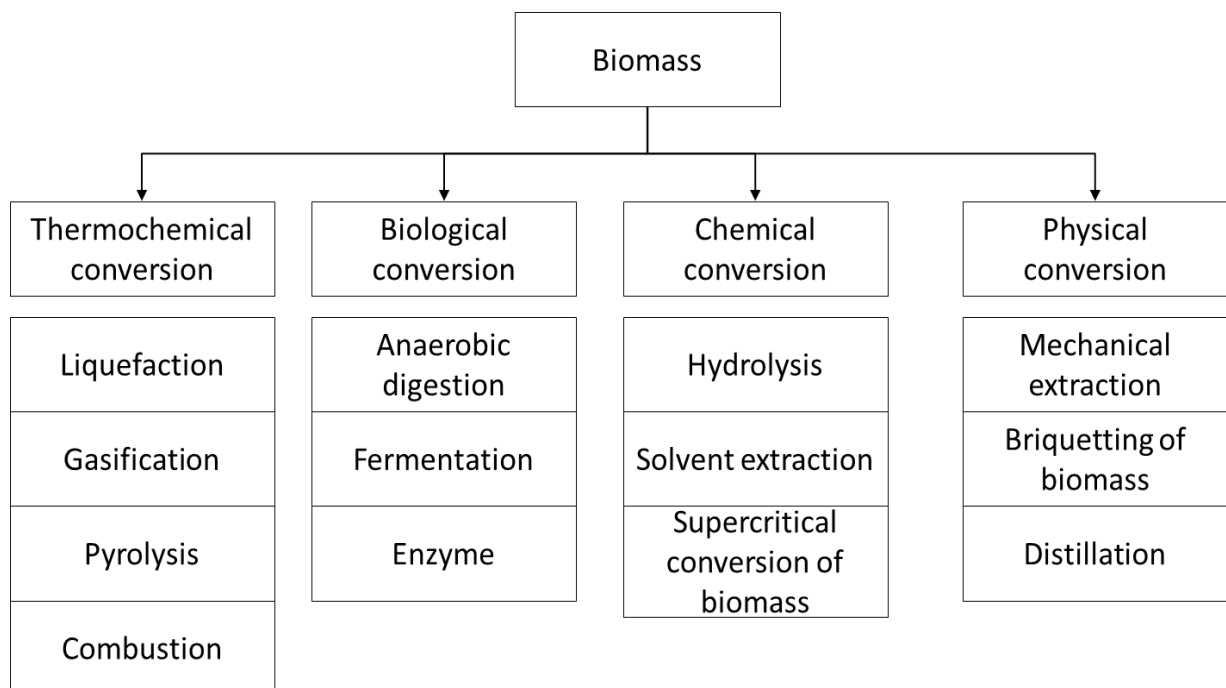 Biomass
Thermochemical
conversion
Liquefaction
Gasification
Pyrolysis
Combustion
Biological
conversion
Anaerobic
digestion
Fermentation
Enzyme
Chemical
conversion
Hydrolysis
Solvent extraction
Supercritical
conversion of
biomass
Physical
conversion
Mechanical
extraction
Briquetting of
biomass
Distillation